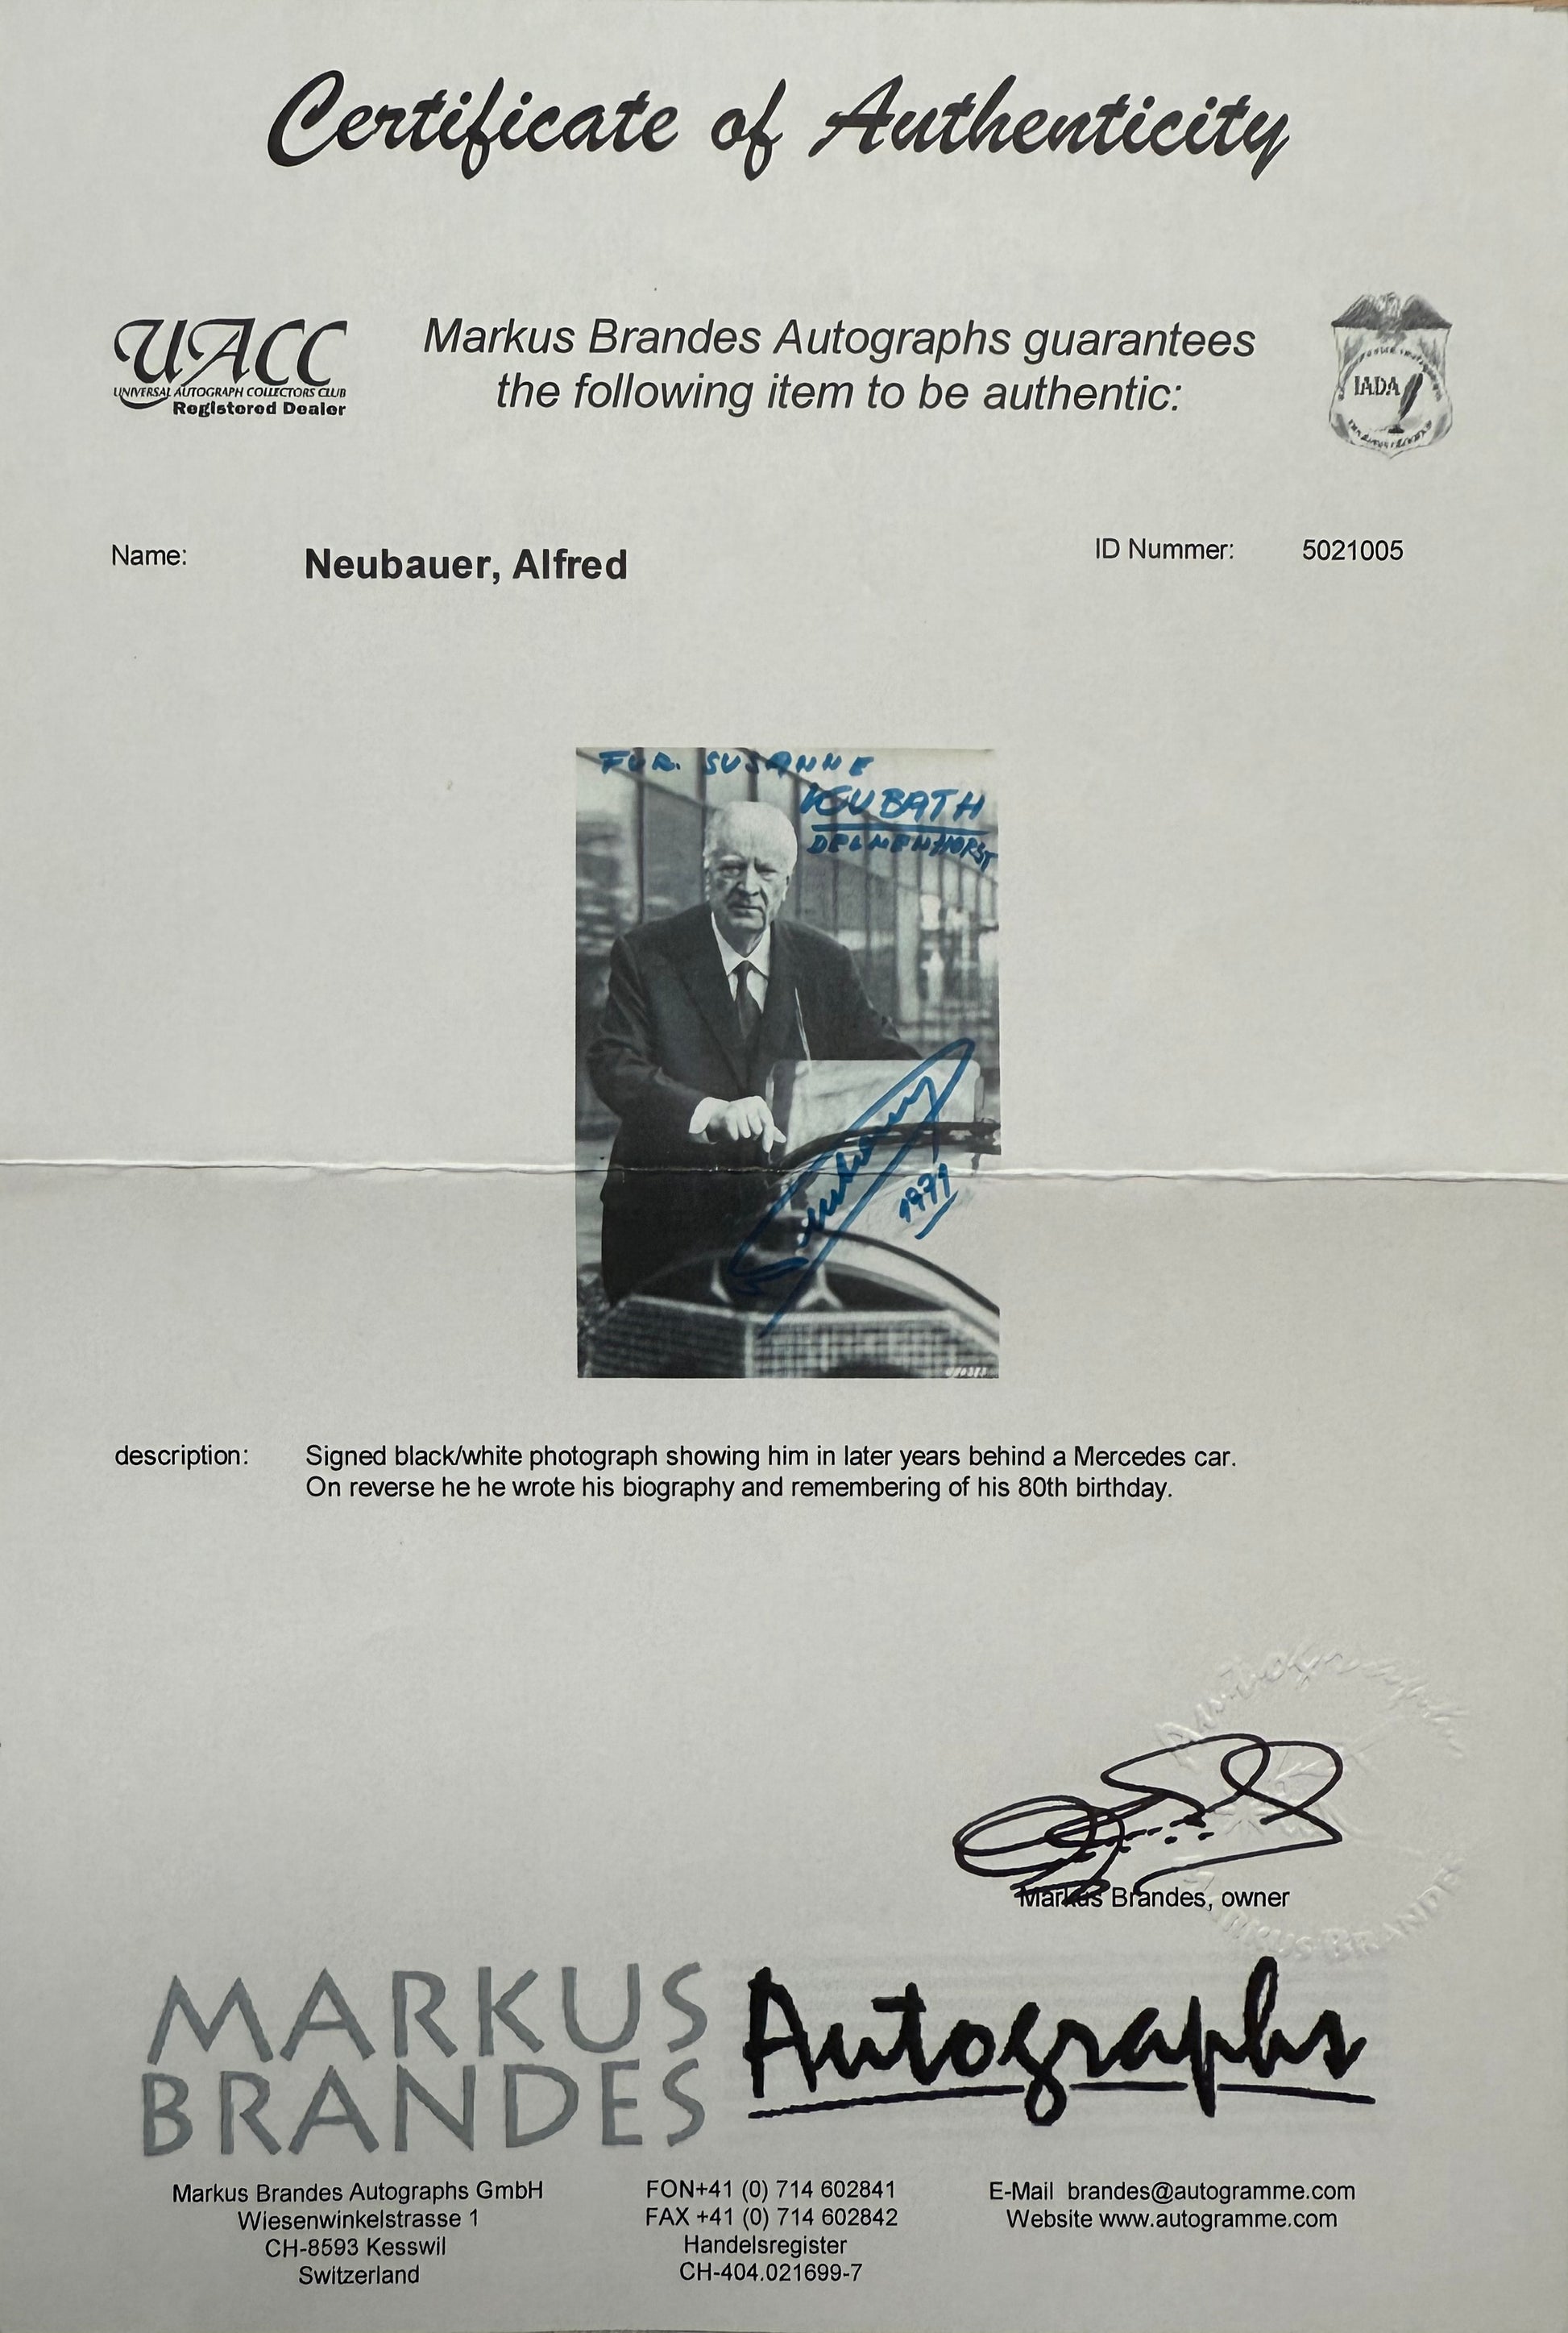 Certificate of Authenticity
UACC
UNIVERSAL AUTOGRAPH COLLECTORS CLUB
Registered Dealer
Markus Brandes Autographs guarantees
the following item to be authentic:
IADA
Name: Neubauer, Alfred
ID Nummer: 5021005
FÜR. SUSANNE
KUBATH
DELMENHORST
Neubauer
1971
description: Signed black/white photograph showing him in later years behind a Mercedes car.
On reverse he he wrote his biography and remembering of his 80th birthday.
Autographs
MARKUS BRANDES
Markus Brandes, owner
MARKUS
BRANDES
Autographs
Markus Brandes Autographs GmbH
Wiesenwinkelstrasse 1
CH-8593 Kesswil
Switzerland
FON+41 (0) 714 602841
FAX +41 (0) 714 602842
Handelsregister
CH-404.021699-7
E-Mail brandes@autogramme.com
Website www.autogramme.com